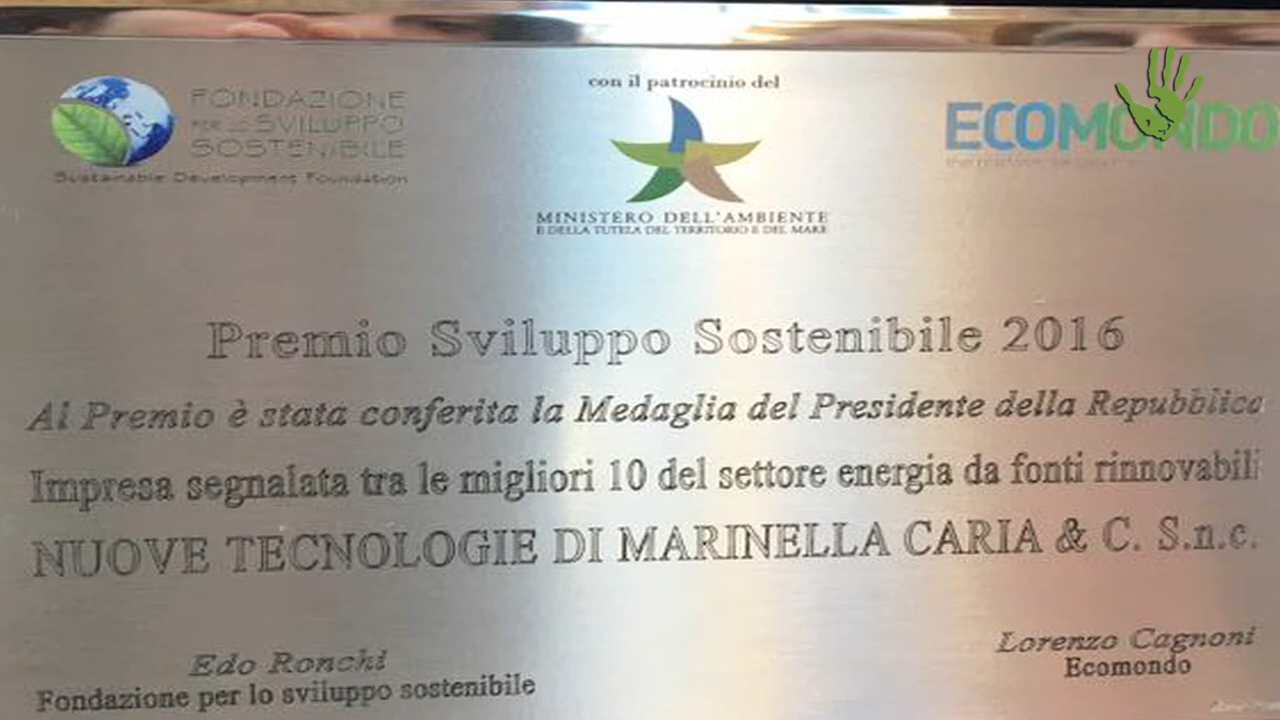 con il patrocinio del
FONDAZIONE
PER LO SVILUPPO
SOSTENIBILE
Sustainable Development Foundation
MINISTERO DELL'AMBIENTE
E DELLA TUTELA DEL TERRITORIO E DEL MARE
ECOMONDO
Premio Sviluppo Sostenibile 2016
Al Premio è stata conferita la Medaglia del Presidente della Repubblica
Impresa segnalata tra le migliori 10 del settore energia da fonti rinnovabili
NUOVE TECNOLOGIE DI MARINELLA CARIA & C. S.n.c.
Edo Ronchi
Fondazione per lo sviluppo sostenibile
Lorenzo Cagnoni
Ecomondo